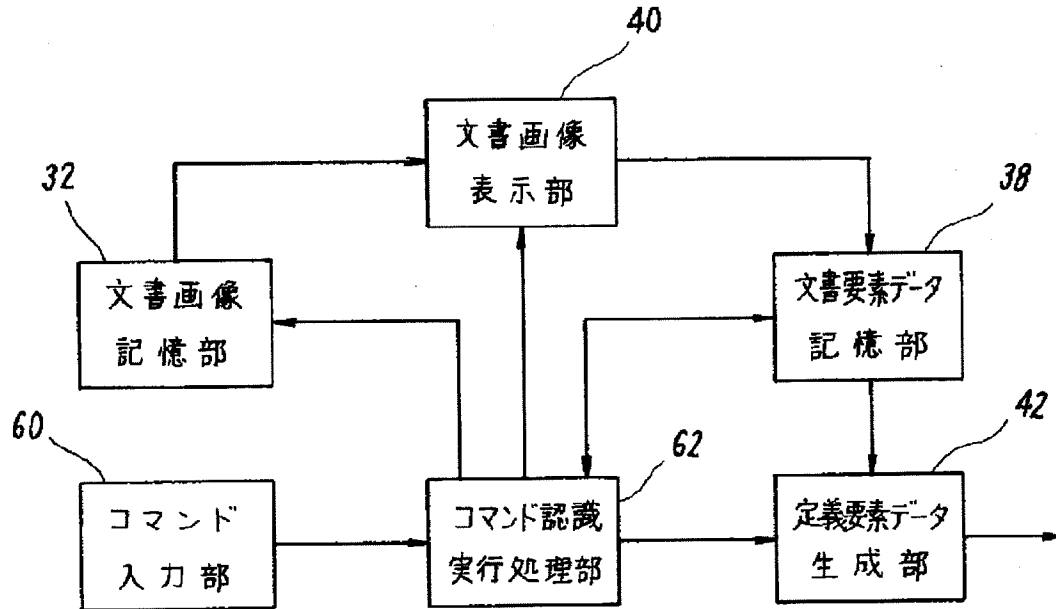 40
文書画像
表示部
32
文書画像
記憶部
38
文書要素データ
記憶部
60
コマンド
入力部
62
コマンド認識
実行処理部
42
定義要素データ
生成部